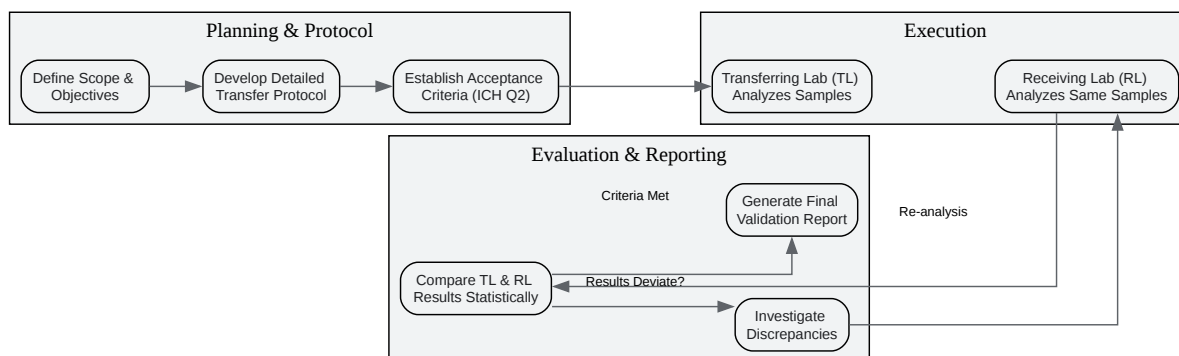 Planning & Protocol
Define Scope &
Objectives
Develop Detailed
Transfer Protocol
Establish Acceptance
Criteria (ICH Q2)
Execution
Transferring Lab (TL)
Analyzes Samples
Receiving Lab (RL)
Analyzes Same Samples
Evaluation & Reporting
Criteria Met
Generate Final
Validation Report
Re-analysis
Compare TL & RL
Results Statistically
Results Deviate?
Investigate
Discrepancies